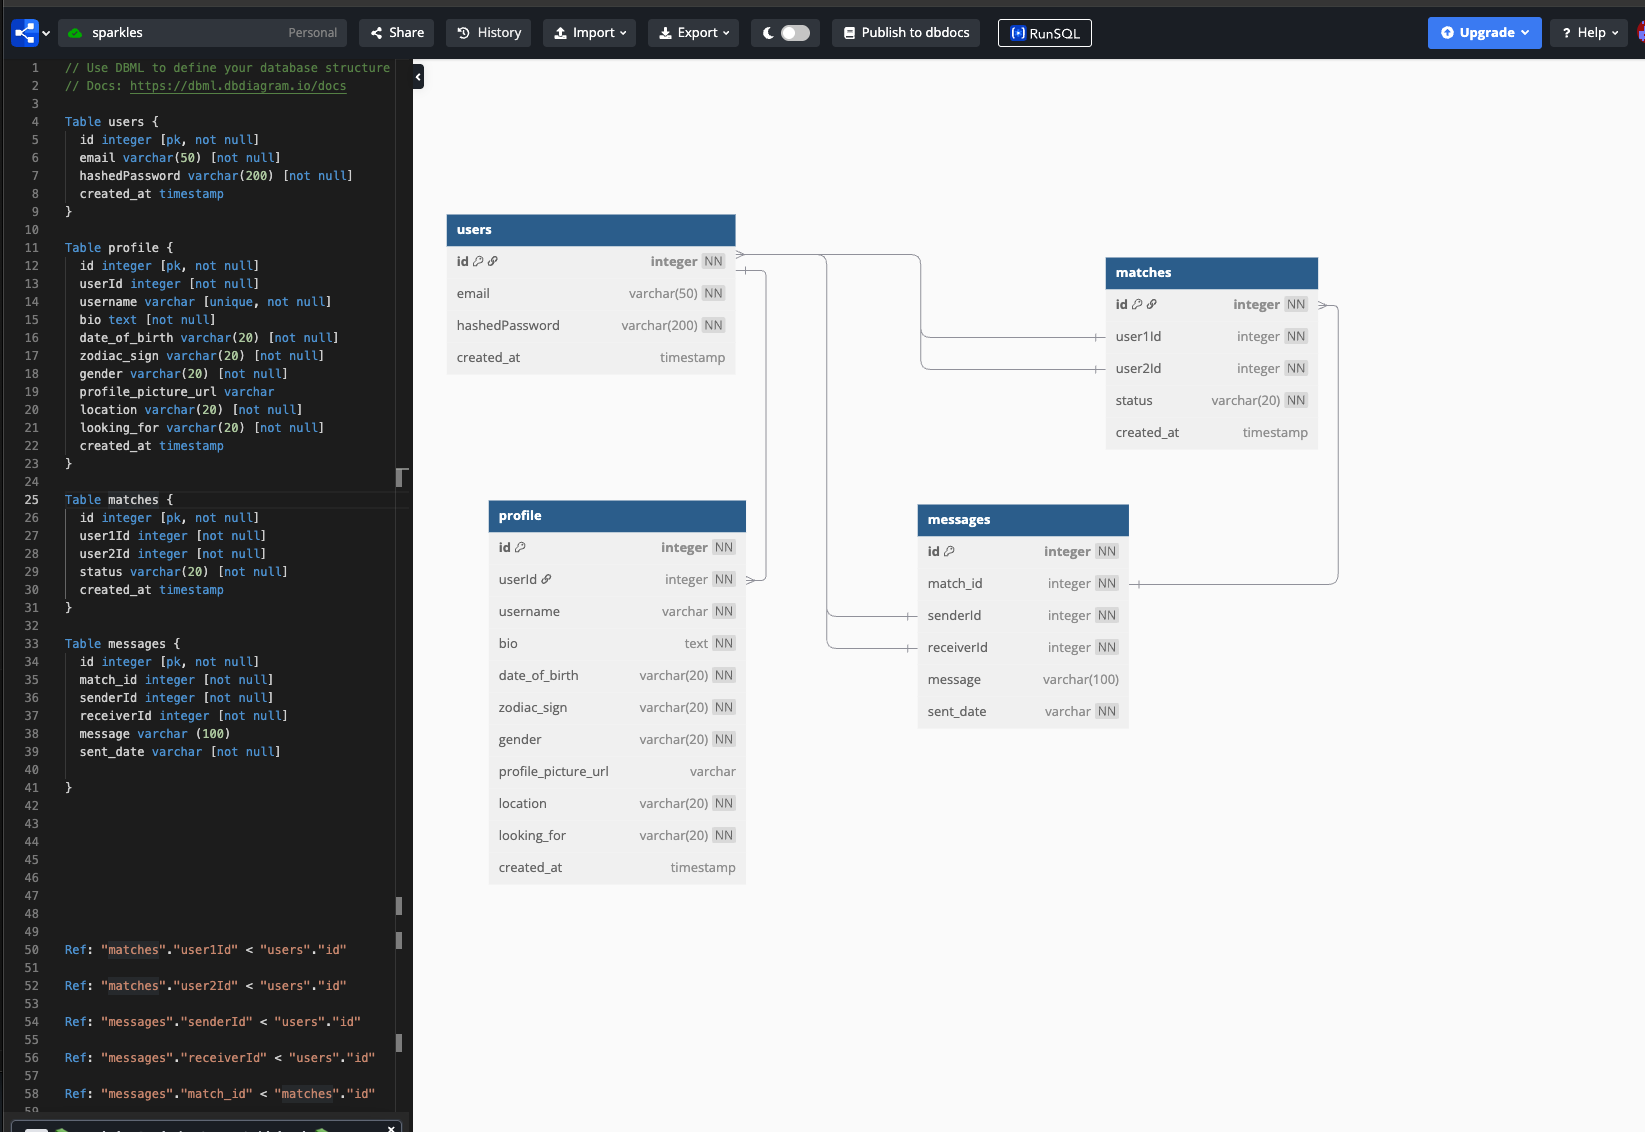 sparkles Personal Share History Import Export Publish to dbdocs RunSQL Upgrade ? Help
1 // Use DBML to define your database structure
2 // Docs: https://dbml.dbdiagram.io/docs
3
4 Table users {
5 id integer [pk, not null]
6 email varchar(50) [not null]
7 hashedPassword varchar(200) [not null]
8 created_at timestamp
9 }
10
11 Table profile {
12 id integer [pk, not null]
13 userId integer [not null]
14 username varchar [unique, not null]
15 bio text [not null]
16 date_of_birth varchar(20) [not null]
17 zodiac_sign varchar(20) [not null]
18 gender varchar(20) [not null]
19 profile_picture_url varchar
20 location varchar(20) [not null]
21 looking_for varchar(20) [not null]
22 created_at timestamp
23 }
24
25 Table matches {
26 id integer [pk, not null]
27 user1Id integer [not null]
28 user2Id integer [not null]
29 status varchar(20) [not null]
30 created_at timestamp
31 }
32
33 Table messages {
34 id integer [pk, not null]
35 match_id integer [not null]
36 senderId integer [not null]
37 receiverId integer [not null]
38 message varchar (100)
39 sent_date varchar [not null]
40
41 }
42
43
44
45
46
47
48
49
50 Ref: "matches"."user1Id" < "users"."id"
51
52 Ref: "matches"."user2Id" < "users"."id"
53
54 Ref: "messages"."senderId" < "users"."id"
55
56 Ref: "messages"."receiverId" < "users"."id"
57
58 Ref: "messages"."match_id" < "matches"."id"
59
users
id integer NN
email varchar(50) NN
hashedPassword varchar(200) NN
created_at timestamp
matches
id integer NN
user1Id integer NN
user2Id integer NN
status varchar(20) NN
created_at timestamp
profile
id integer NN
userId integer NN
username varchar NN
bio text NN
date_of_birth varchar(20) NN
zodiac_sign varchar(20) NN
gender varchar(20) NN
profile_picture_url varchar
location varchar(20) NN
looking_for varchar(20) NN
created_at timestamp
messages
id integer NN
match_id integer NN
senderId integer NN
receiverId integer NN
message varchar(100)
sent_date varchar NN